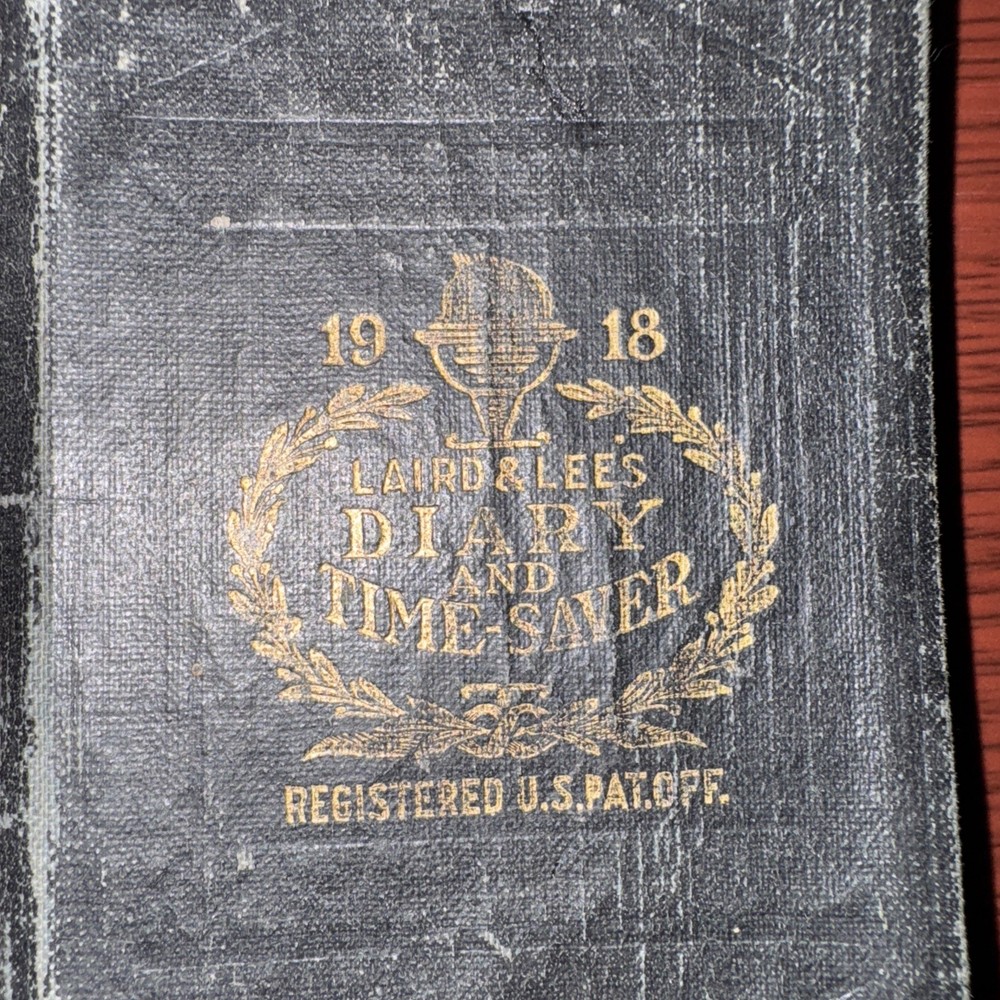 19 18
LAIRD & LEE'S
DIARY
AND
TIME-SAVER
REGISTERED U.S. PAT. OFF.